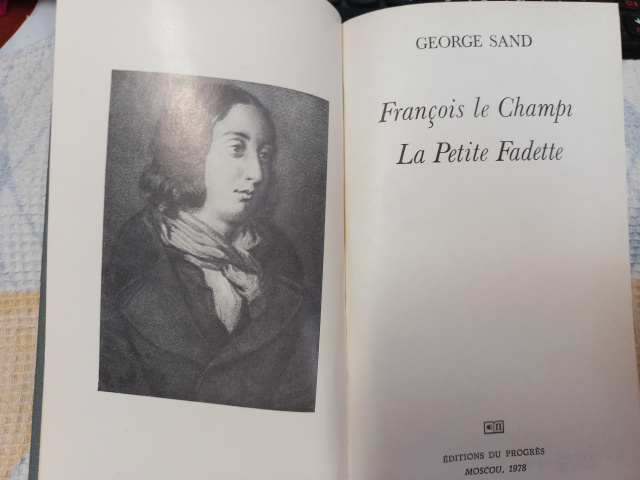 GEORGE SAND
François le Champi
La Petite Fadette
ÉDITIONS DU PROGRÈS
MOSCOU, 1978